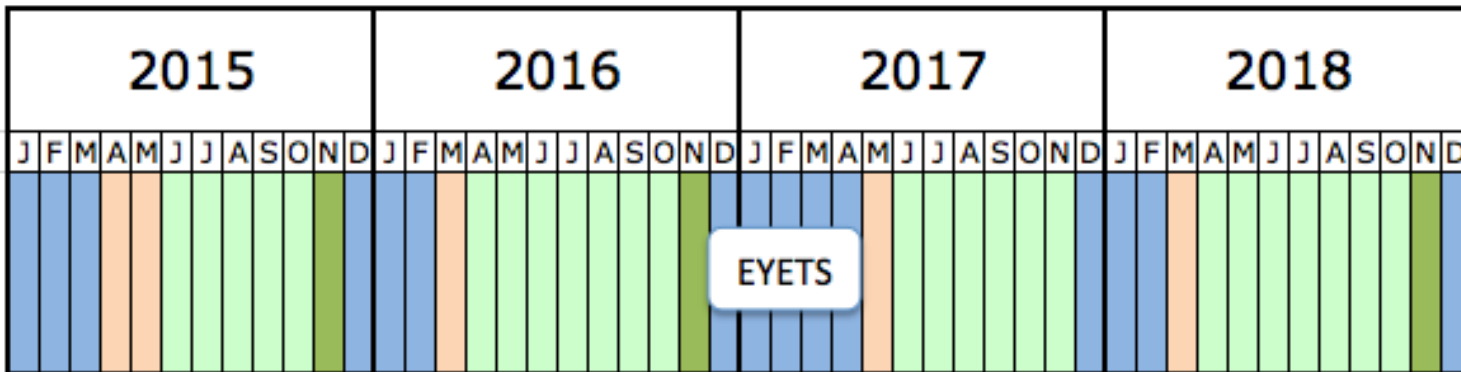 2015 2016 2017 2018
J F M A M J J A S O N D J F M A M J J A S O N D J F M A M J J A S O N D J F M A M J J A S O N D
EYETS